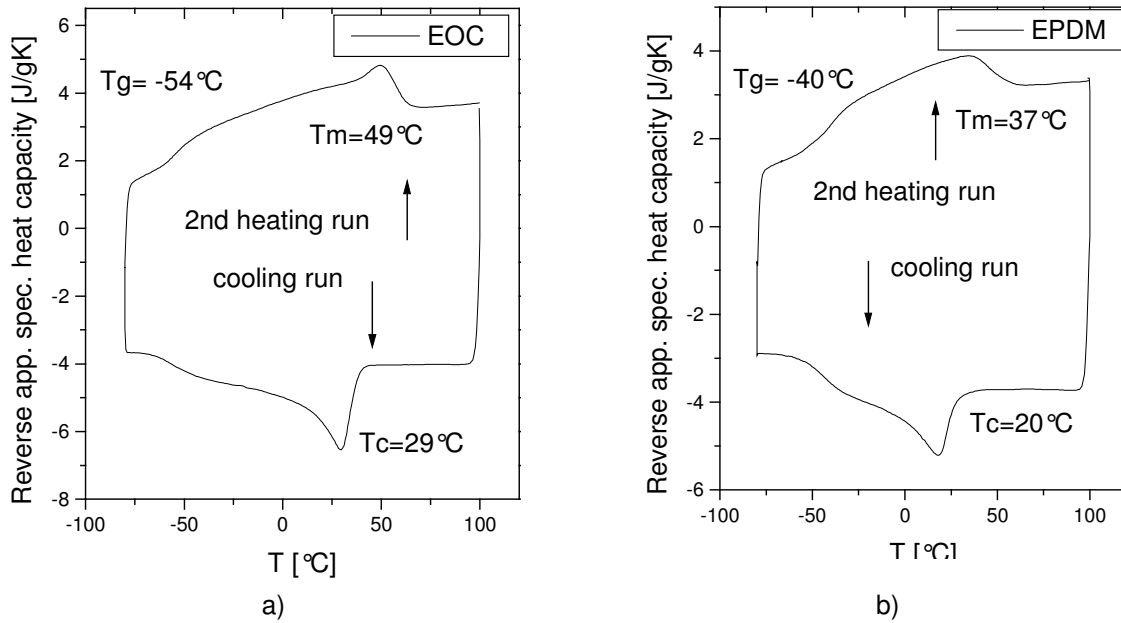 EOC
Tg= -54°C
Tm=49°C
2nd heating run
cooling run
Tc=29°C
6
4
2
0
-2
-4
-6
-8
Reverse app. spec. heat capacity [J/gK]
-100
-50
0
50
100
T [°C]
a)
EPDM
Tg= -40°C
Tm=37°C
2nd heating run
cooling run
Tc=20°C
4
2
0
-2
-4
-6
Reverse app. spec. heat capacity [J/gK]
-100
-50
0
50
100
T [°C]
b)